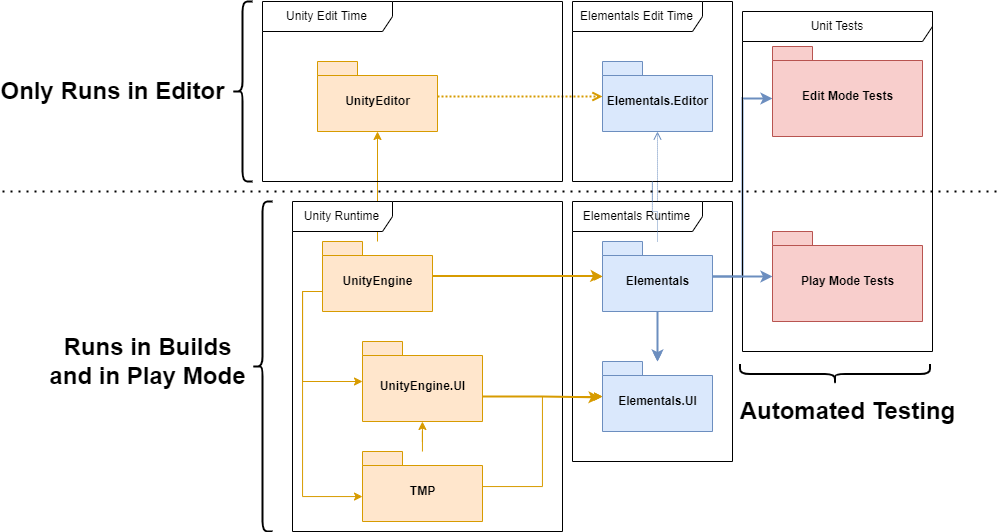 Unity Edit Time
Elementals Edit Time
Unit Tests
Only Runs in Editor
UnityEditor
Elementals.Editor
Edit Mode Tests
Unity Runtime
Elementals Runtime
UnityEngine
Elementals
Play Mode Tests
Runs in Builds
and in Play Mode
UnityEngine.UI
Elementals.UI
Automated Testing
TMP